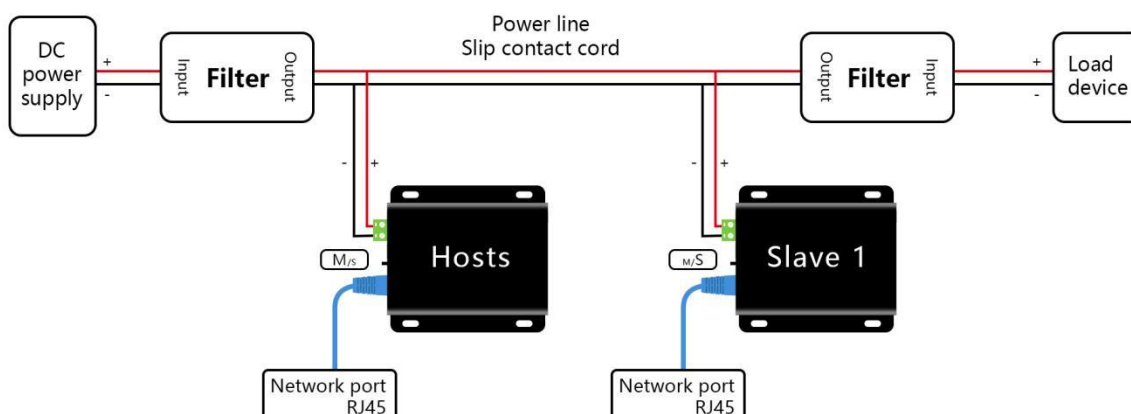 Power line
Slip contact cord
DC
power
supply
+
-
Input
Filter
Output
Output
Filter
Input
+
-
Load
device
-
+
-
+
M/S
Hosts
M/S
Slave 1
Network port
RJ45
Network port
RJ45